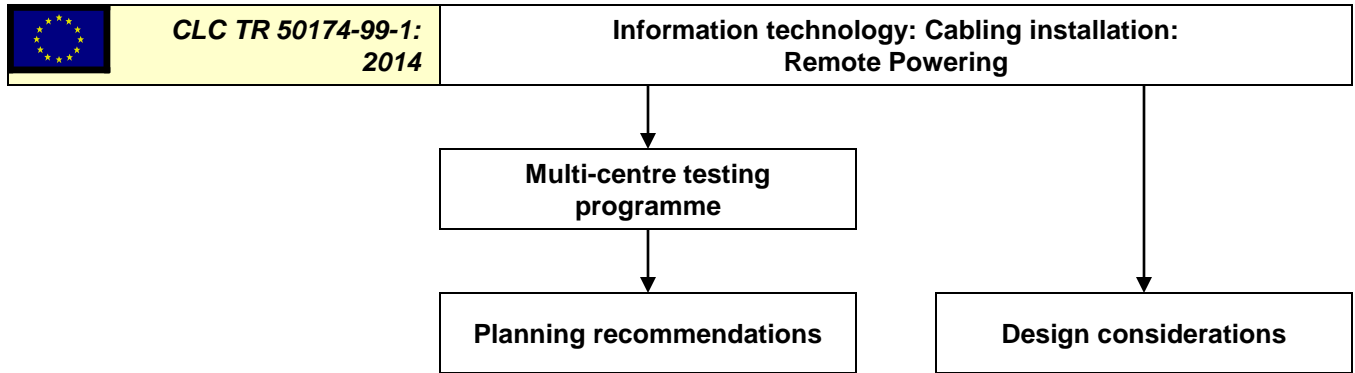 CLC TR 50174-99-1:
2014
Information technology: Cabling installation:
Remote Powering
Multi-centre testing
programme
Planning recommendations
Design considerations